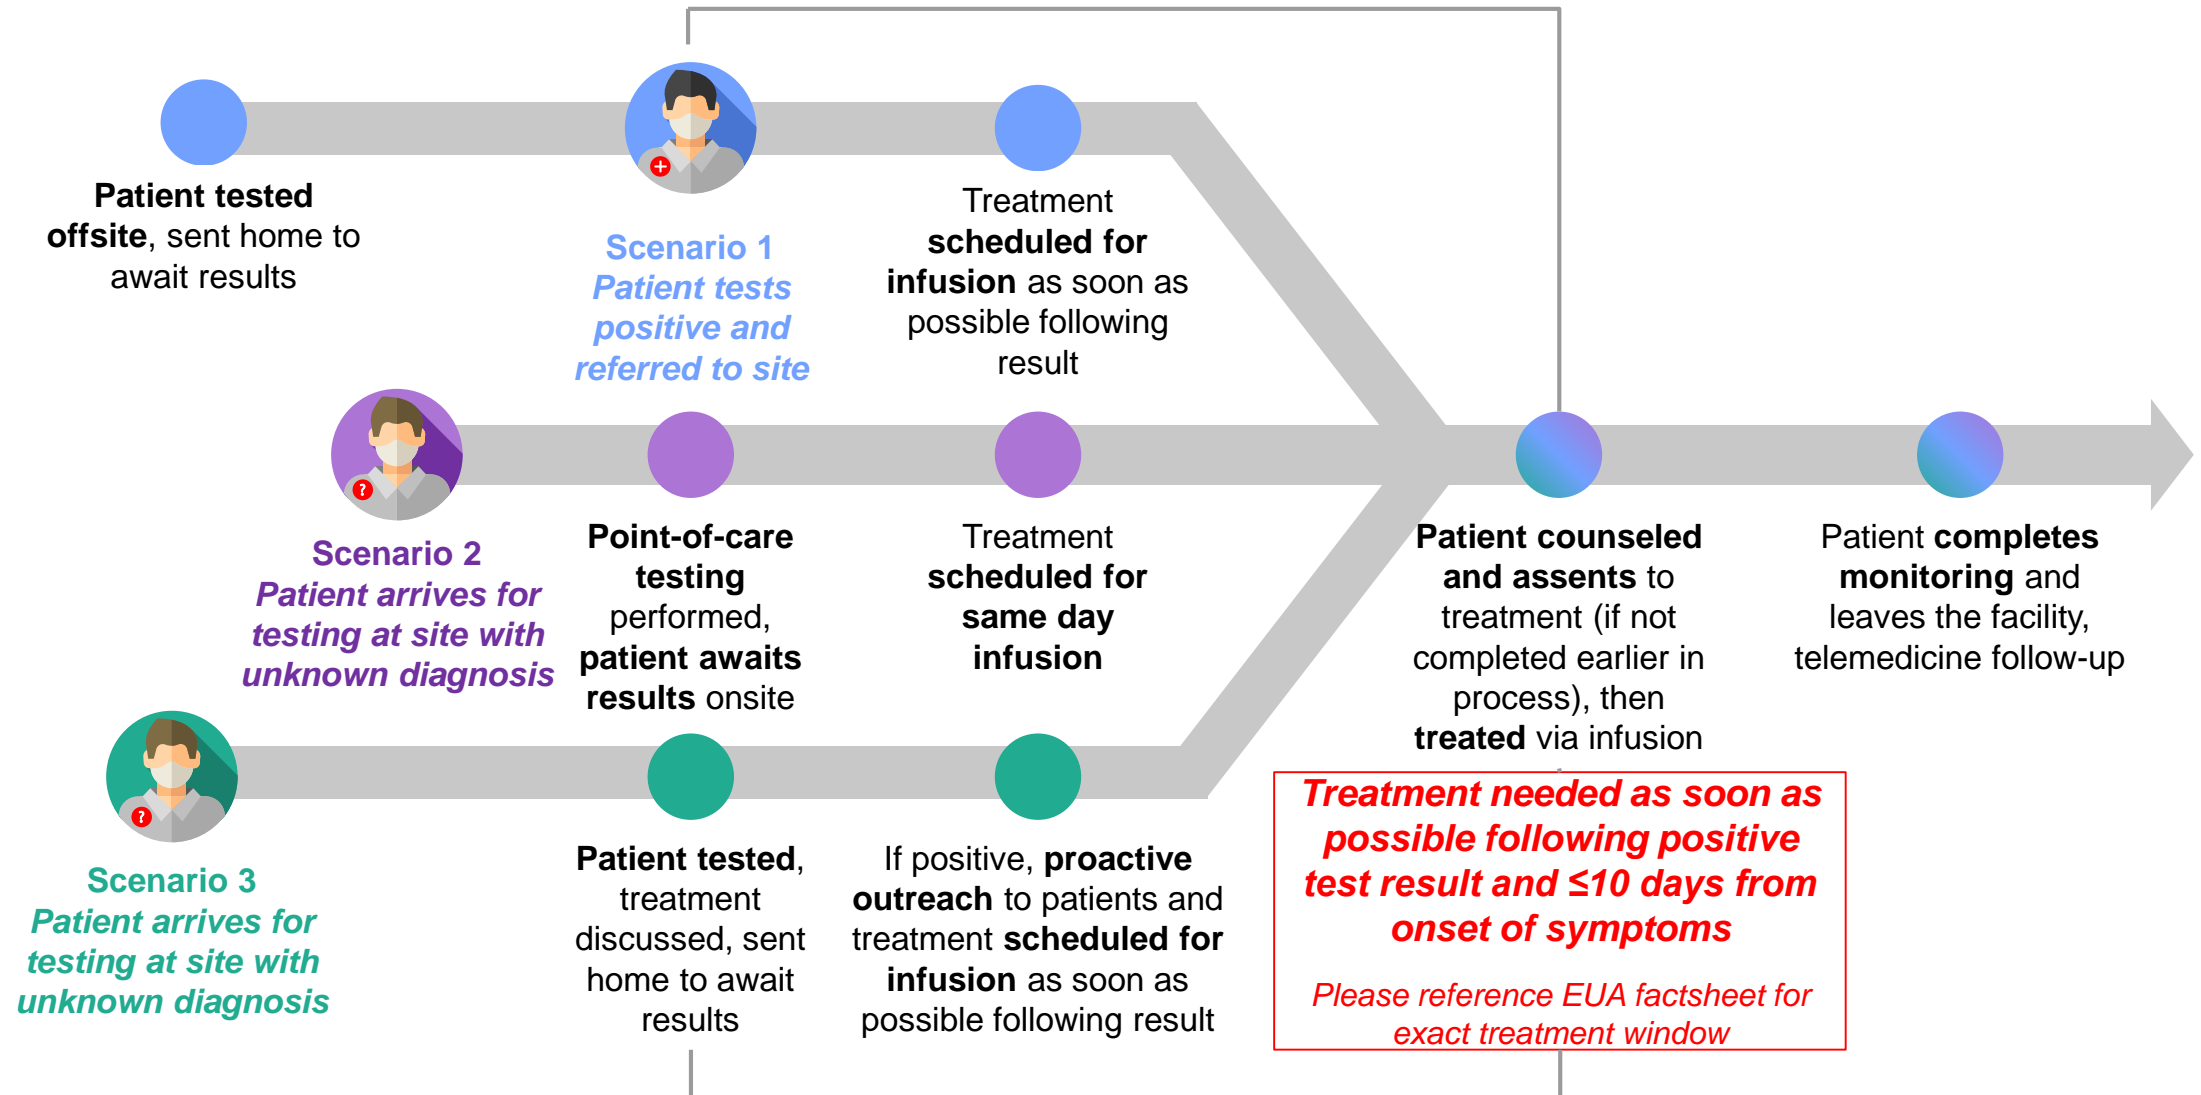 Patient tested
offsite, sent home to
await results
Scenario 1
Patient tests
positive and
referred to site
Treatment
scheduled for
infusion as soon as
possible following
result
Scenario 2
Patient arrives for
testing at site with
unknown diagnosis
Point-of-care
testing
performed,
patient awaits
results onsite
Treatment
scheduled for
same day
infusion
Patient counseled
and assents to
treatment (if not
completed earlier in
process), then
treated via infusion
Patient completes
monitoring and
leaves the facility,
telemedicine follow-up
Scenario 3
Patient arrives for
testing at site with
unknown diagnosis
Patient tested,
treatment
discussed, sent
home to await
results
If positive, proactive
outreach to patients and
treatment scheduled for
infusion as soon as
possible following result
Treatment needed as soon as
possible following positive
test result and ≤10 days from
onset of symptoms
Please reference EUA factsheet for
exact treatment window